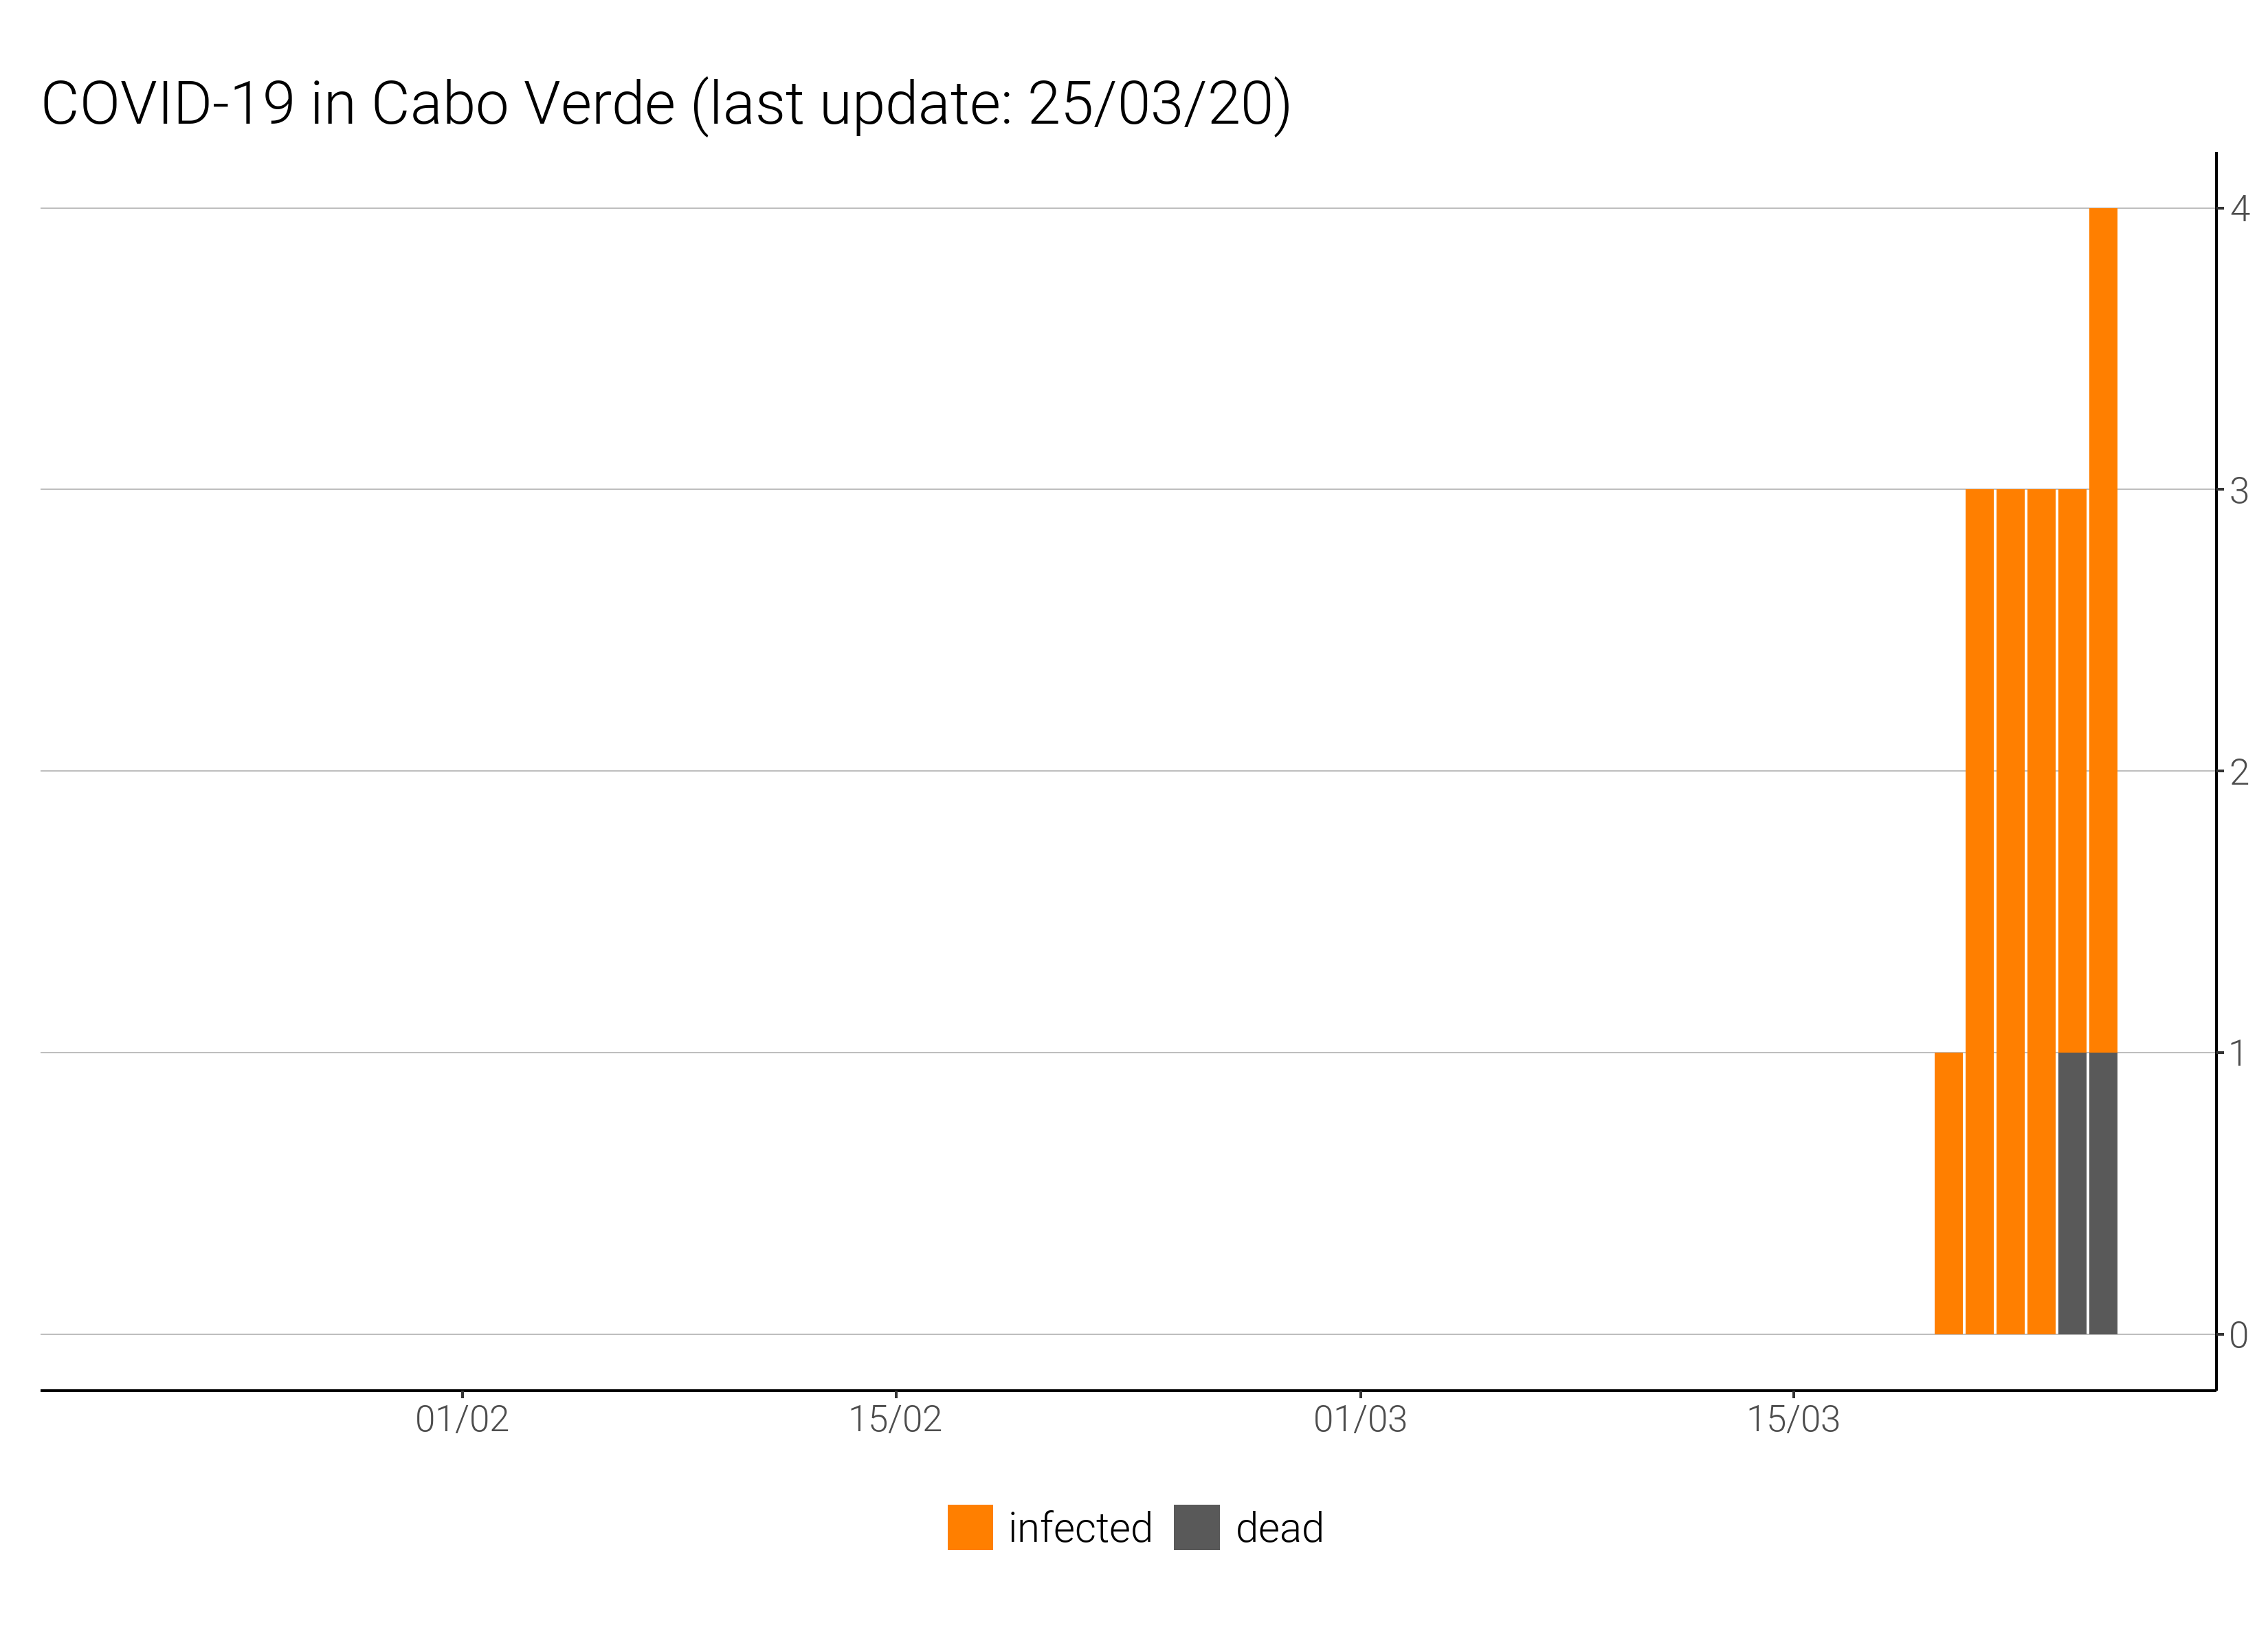 COVID-19 in Cabo Verde (last update: 25/03/20)
4
3
2
1
0
01/02 15/02 01/03 15/03
infected dead